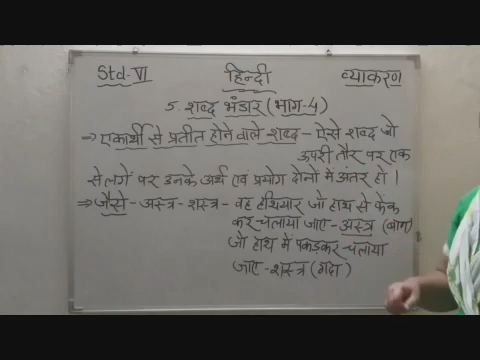 Std-VI हिन्दी व्याकरण
5. शब्द भंडार (भाग-4)
→ एकार्थी से प्रतीत होने वाले शब्द - ऐसे शब्द जो
ऊपरी तौर पर एक
से लगें पर उनके अर्थ एवं प्रयोग दोनों में अंतर हो।
→ जैसे - अस्त्र-शस्त्र - वह हथियार जो हाथ से फेंक
कर चलाया जाए - अस्त्र (बाण)
जो हाथ में पकड़कर चलाया
जाए - शस्त्र (गदा)